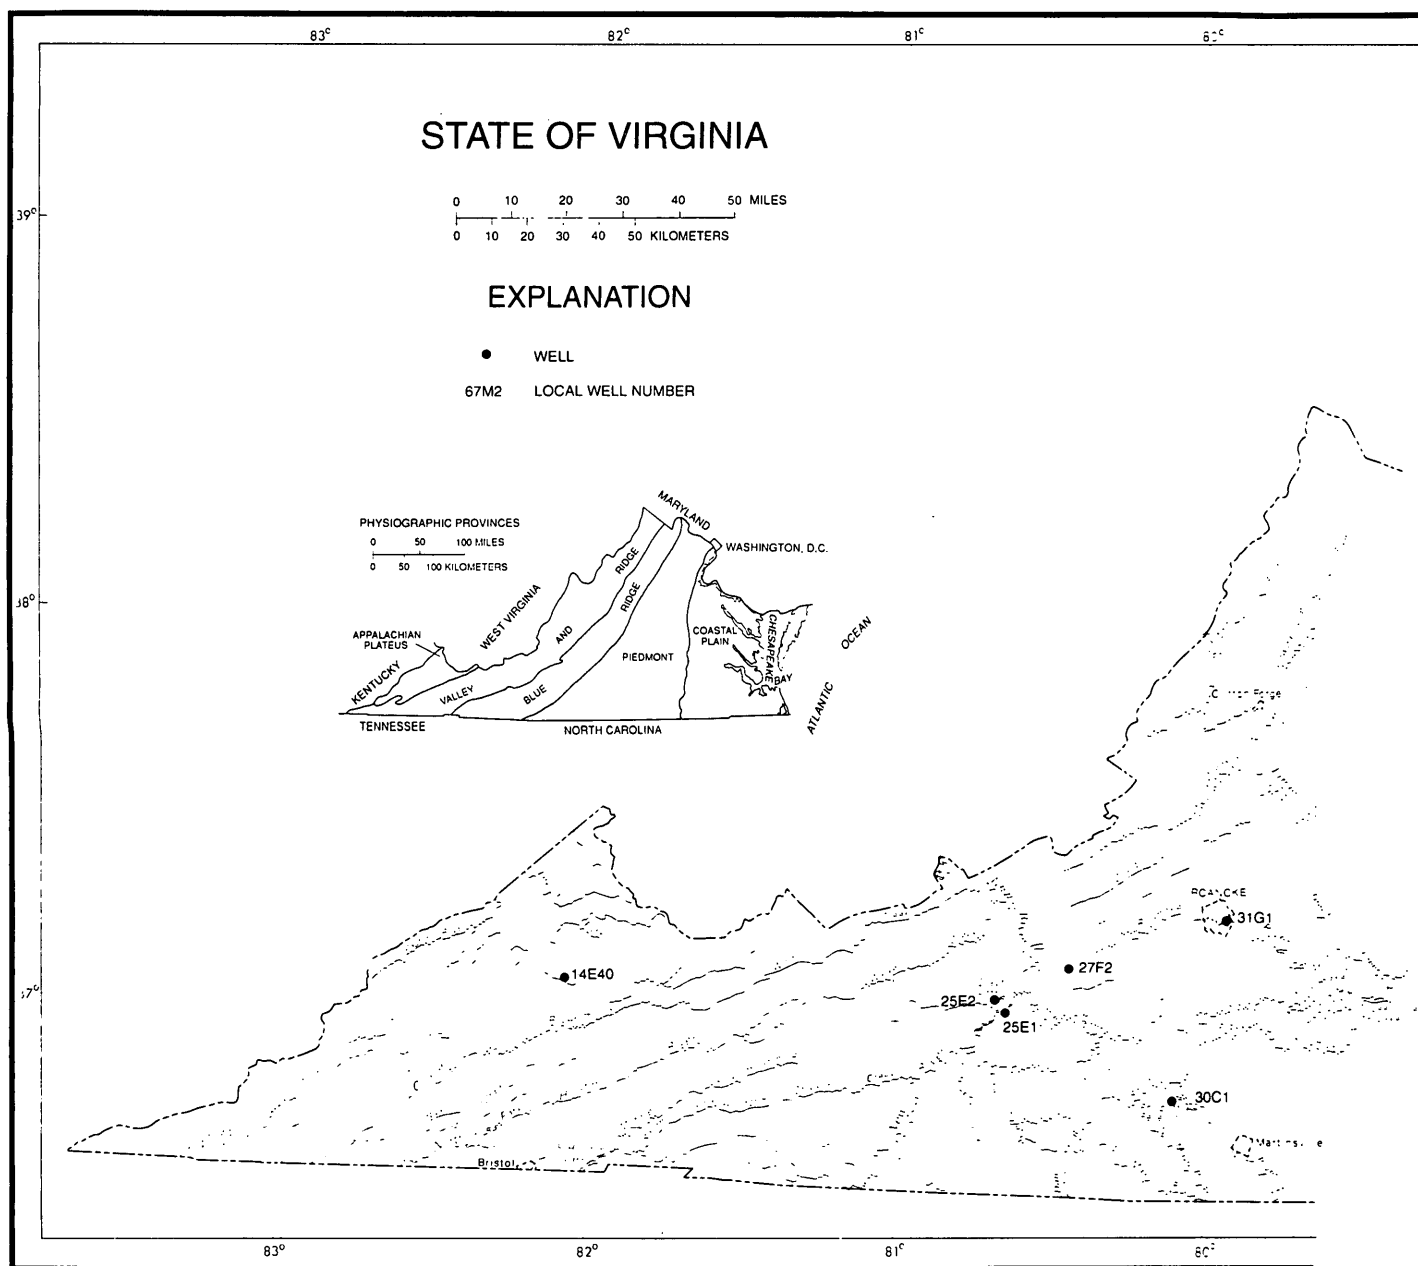 83° 82° 81°
STATE OF VIRGINIA
0 10 20 30 40 50 MILES
0 10 20 30 40 50 KILOMETERS
39°
EXPLANATION
WELL
67M2 LOCAL WELL NUMBER
PHYSIOGRAPHIC PROVINCES
0 50 100 MILES
0 50 100 KILOMETERS
MARYLAND
WASHINGTON, D.C.
WEST VIRGINIA
RIDGE
RIDGE
AND
APPALACHIAN
PLATEUS
KENTUCKY
VALLEY
BLUE
PIEDMONT
COASTAL
PLAIN
CHESAPEAKE
BAY
ATLANTIC
OCEAN
TENNESSEE
NORTH CAROLINA
31G1
14E40
27F2
25E2
25E1
30C1
Bristol
83° 82° 81°